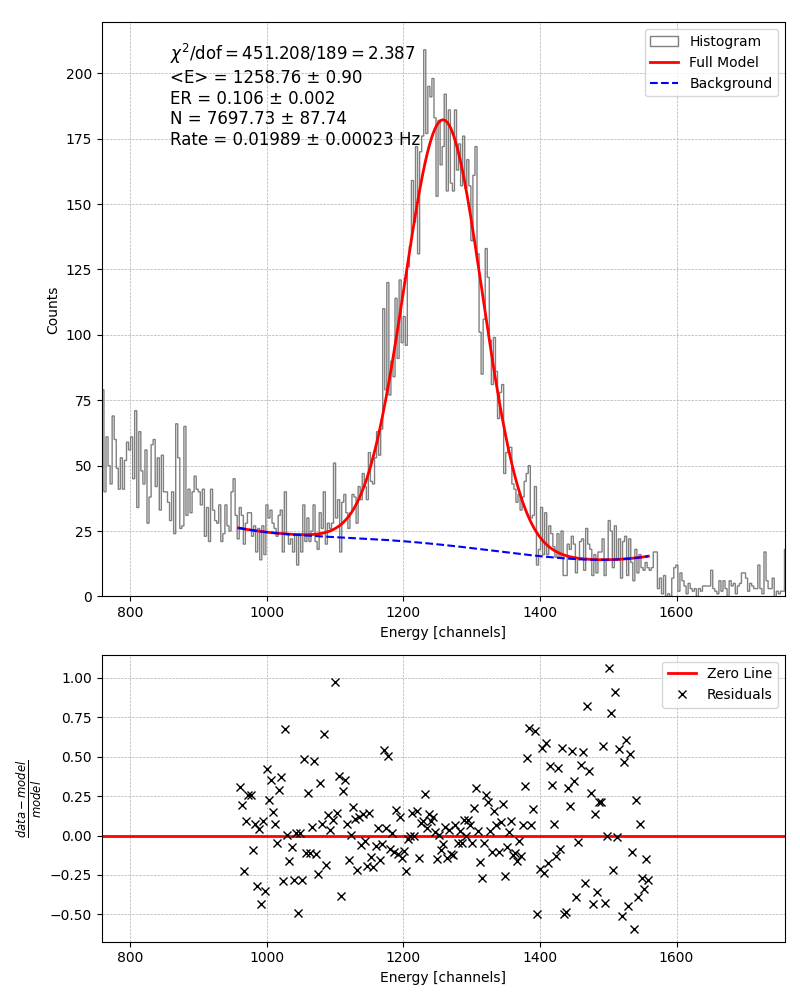 χ²/dof = 451.208/189 = 2.387
<E> = 1258.76 ± 0.90
ER = 0.106 ± 0.002
N = 7697.73 ± 87.74
Rate = 0.01989 ± 0.00023 Hz
Histogram
Full Model
Background
200
175
150
125
100
75
50
25
0
Counts
800 1000 1200 1400 1600
Energy [channels]
Zero Line
Residuals
1.00
0.75
0.50
0.25
0.00
−0.25
−0.50
data − model
model
800 1000 1200 1400 1600
Energy [channels]